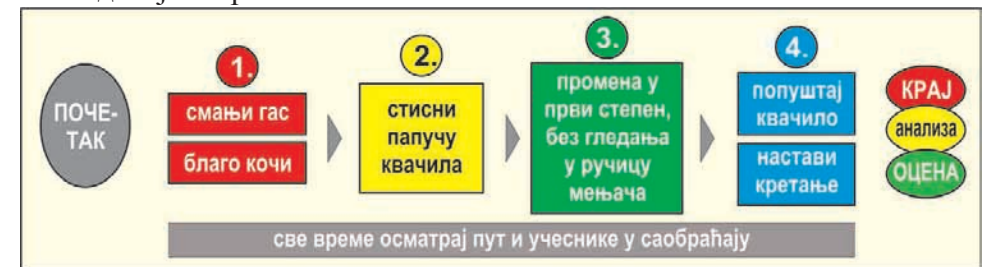 ПОЧЕ-
ТАК
1.
смањи гас
благо кочи
2.
стисни
папучу
квачила
3.
промена у
први степен,
без гледања
у ручицу
мењача
4.
попуштај
квачило
настави
кретање
КРАЈ
анализа
ОЦЕНА
све време осматрај пут и учеснике у саобраћају